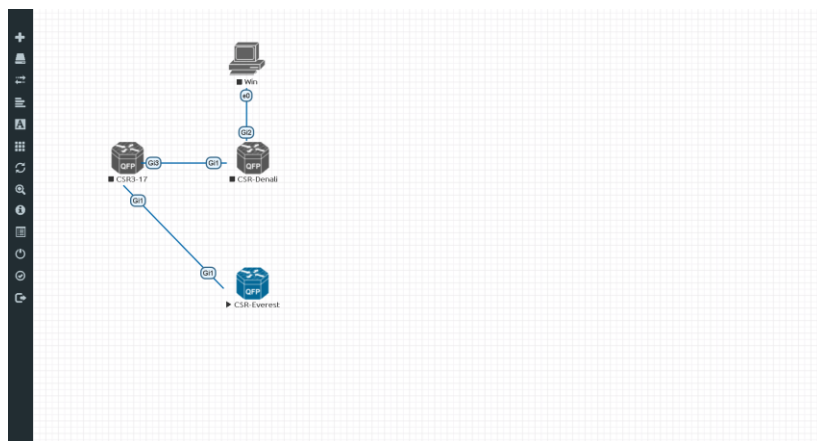 Win
e0
Gi2
QFP
Gi3
Gi1
QFP
CSR3-17
CSR-Denali
Gi1
Gi1
QFP
CSR-Everest